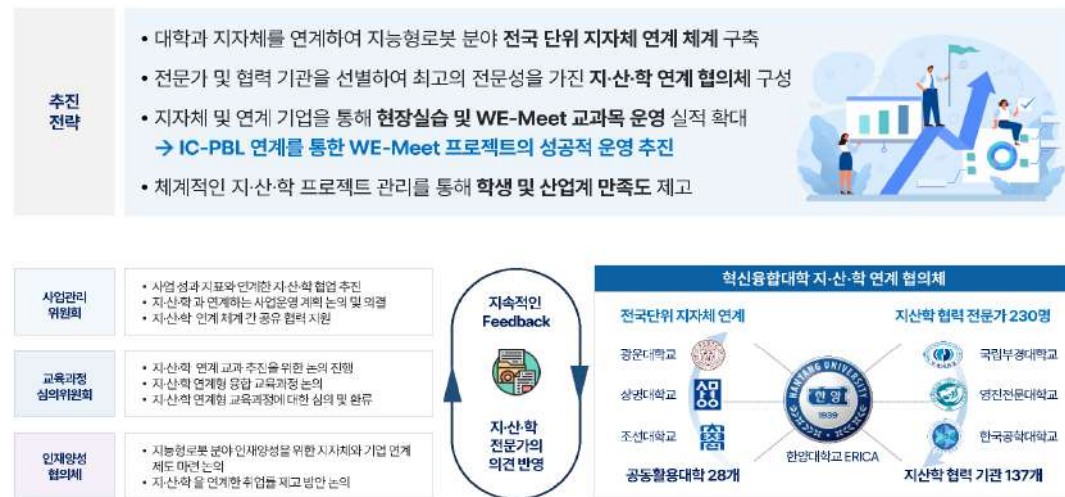 추진
전략
• 대학과 지자체를 연계하여 지능형로봇 분야 전국 단위 지자체 연계 체계 구축
• 전문가 및 협력 기관을 선별하여 최고의 전문성을 가진 지·산·학 연계 협의체 구성
• 지자체 및 연계 기업을 통해 현장실습 및 WE-Meet 교과목 운영 실적 확대
→ IC-PBL 연계를 통한 WE-Meet 프로젝트의 성공적 운영 추진
• 체계적인 지·산·학 프로젝트 관리를 통해 학생 및 산업계 만족도 제고
사업관리
위원회
• 사업 성과 지표와 연계한 지·산·학 협업 추진
• 지·산·학 과 연계하는 사업운영 계획 논의 및 의결
• 지·산·학 연계 체계 간 공유 협력 지원
교육과정
심의위원회
• 지·산·학 연계 교과 추진을 위한 논의 진행
• 지·산·학 연계형 융합 교육과정 논의
• 지·산·학 연계형 교육과정에 대한 심의 및 환류
인재양성
협의체
• 지능형로봇 분야 인재양성을 위한 지자체와 기업 연계
제도 마련 논의
• 지·산·학 을 연계한 취업률 제고 방안 논의
지속적인
Feedback
지·산·학
전문가의
의견 반영
혁신융합대학 지·산·학 연계 협의체
전국단위 지자체 연계
지산학 협력 전문가 230명
광운대학교
국립부경대학교
상명대학교
영진전문대학교
조선대학교
한국공학대학교
HANYANG UNIVERSITY
한양
1939
한양대학교 ERICA
공동활용대학 28개
지산학 협력 기관 137개